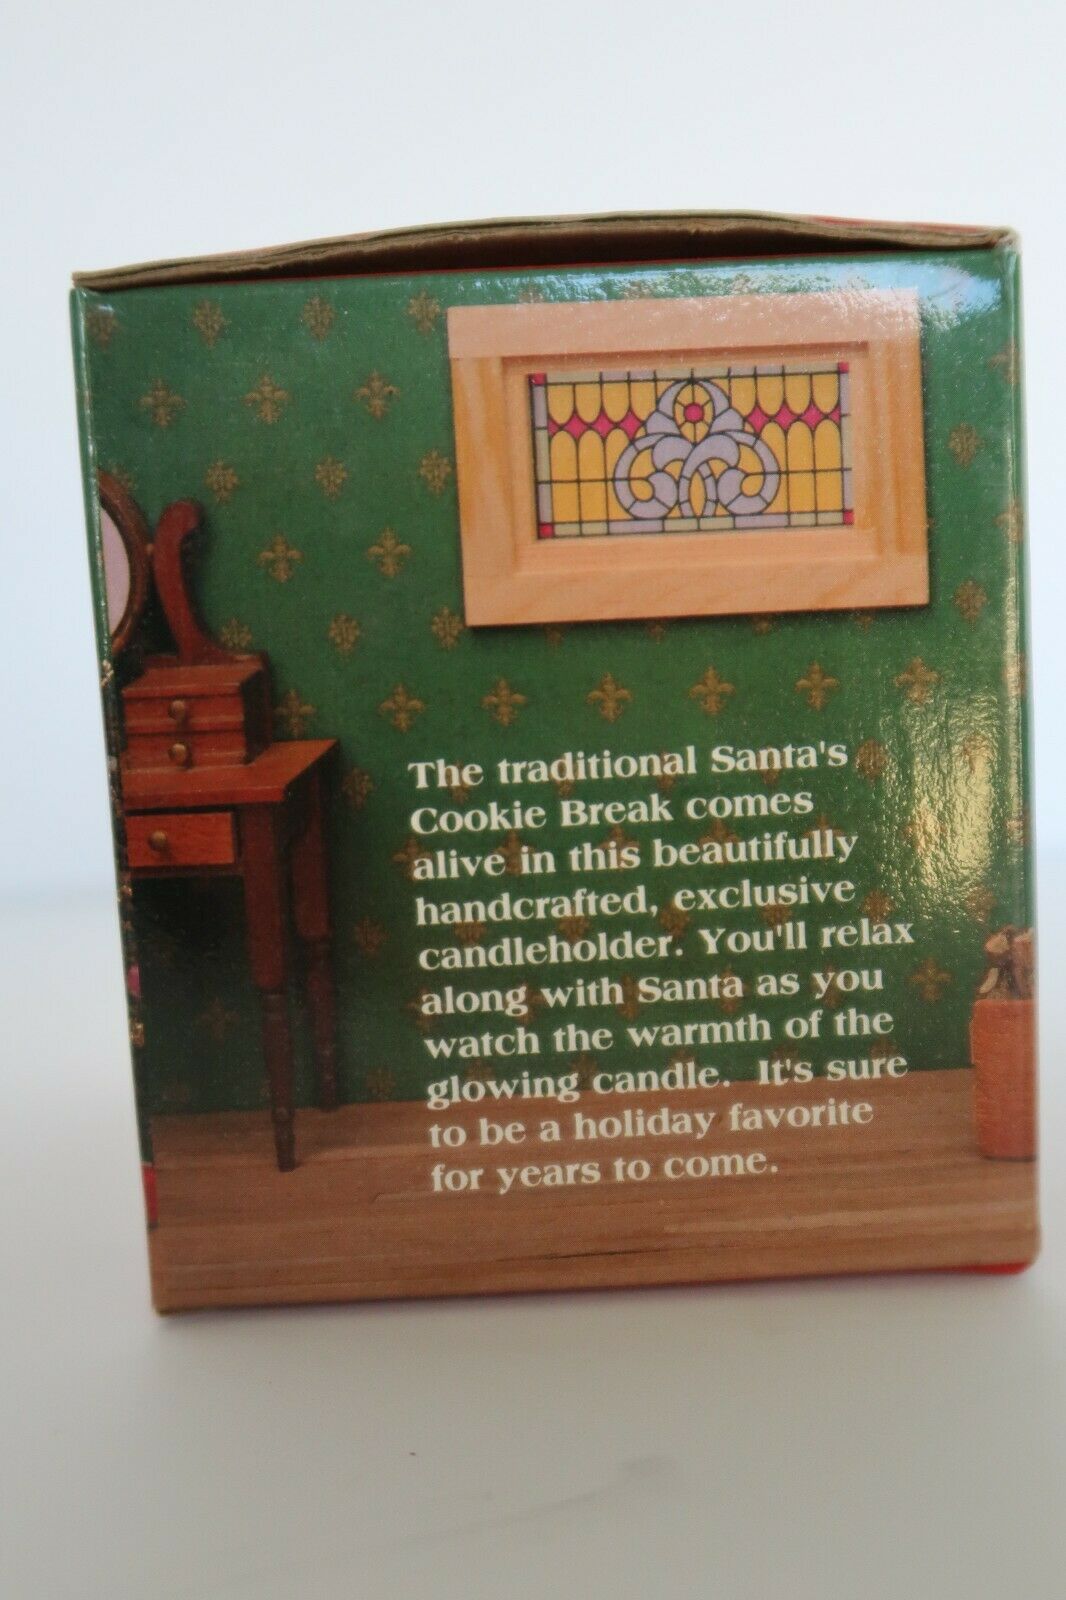 The traditional Santa's
Cookie Break comes
alive in this beautifully
handcrafted, exclusive
candleholder. You'll relax
along with Santa as you
watch the warmth of the
glowing candle. It's sure
to be a holiday favorite
for years to come.